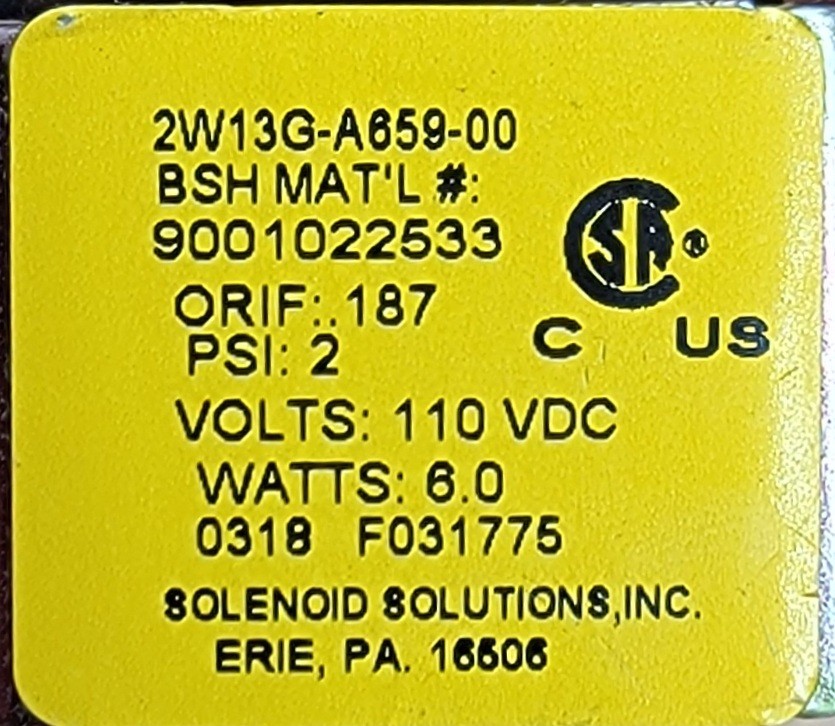 2W13G-A659-00
BSH MAT'L #:
9001022533
ORIF:.187
PSI: 2
VOLTS: 110 VDC
WATTS: 6.0
0318 F031775
SOLENOID SOLUTIONS,INC.
ERIE, PA. 16506
SA ®
C US